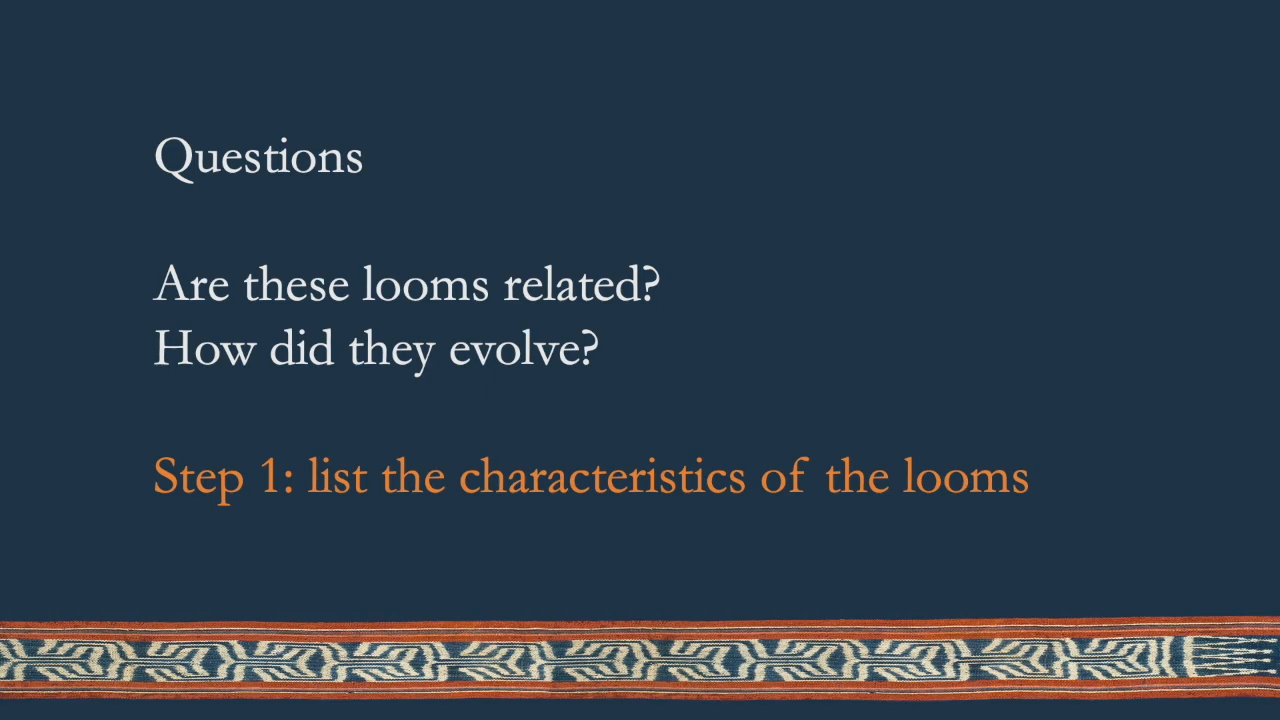 Questions
Are these looms related?
How did they evolve?
Step 1: list the characteristics of the looms